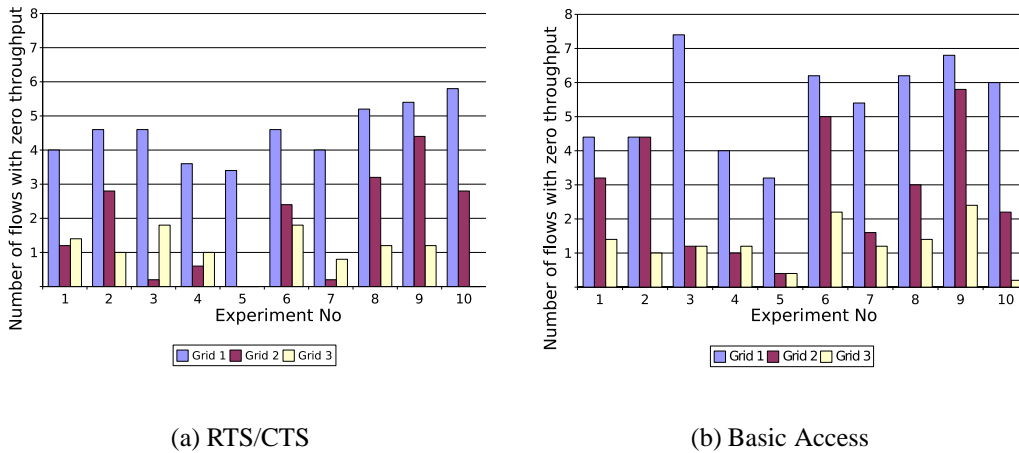 Number of flows with zero throughput
8
7
6
5
4
3
2
1
1 2 3 4 5 6 7 8 9 10
Experiment No
Grid 1 Grid 2 Grid 3
(a) RTS/CTS
Number of flows with zero throughput
8
7
6
5
4
3
2
1
1 2 3 4 5 6 7 8 9 10
Experiment No
Grid 1 Grid 2 Grid 3
(b) Basic Access